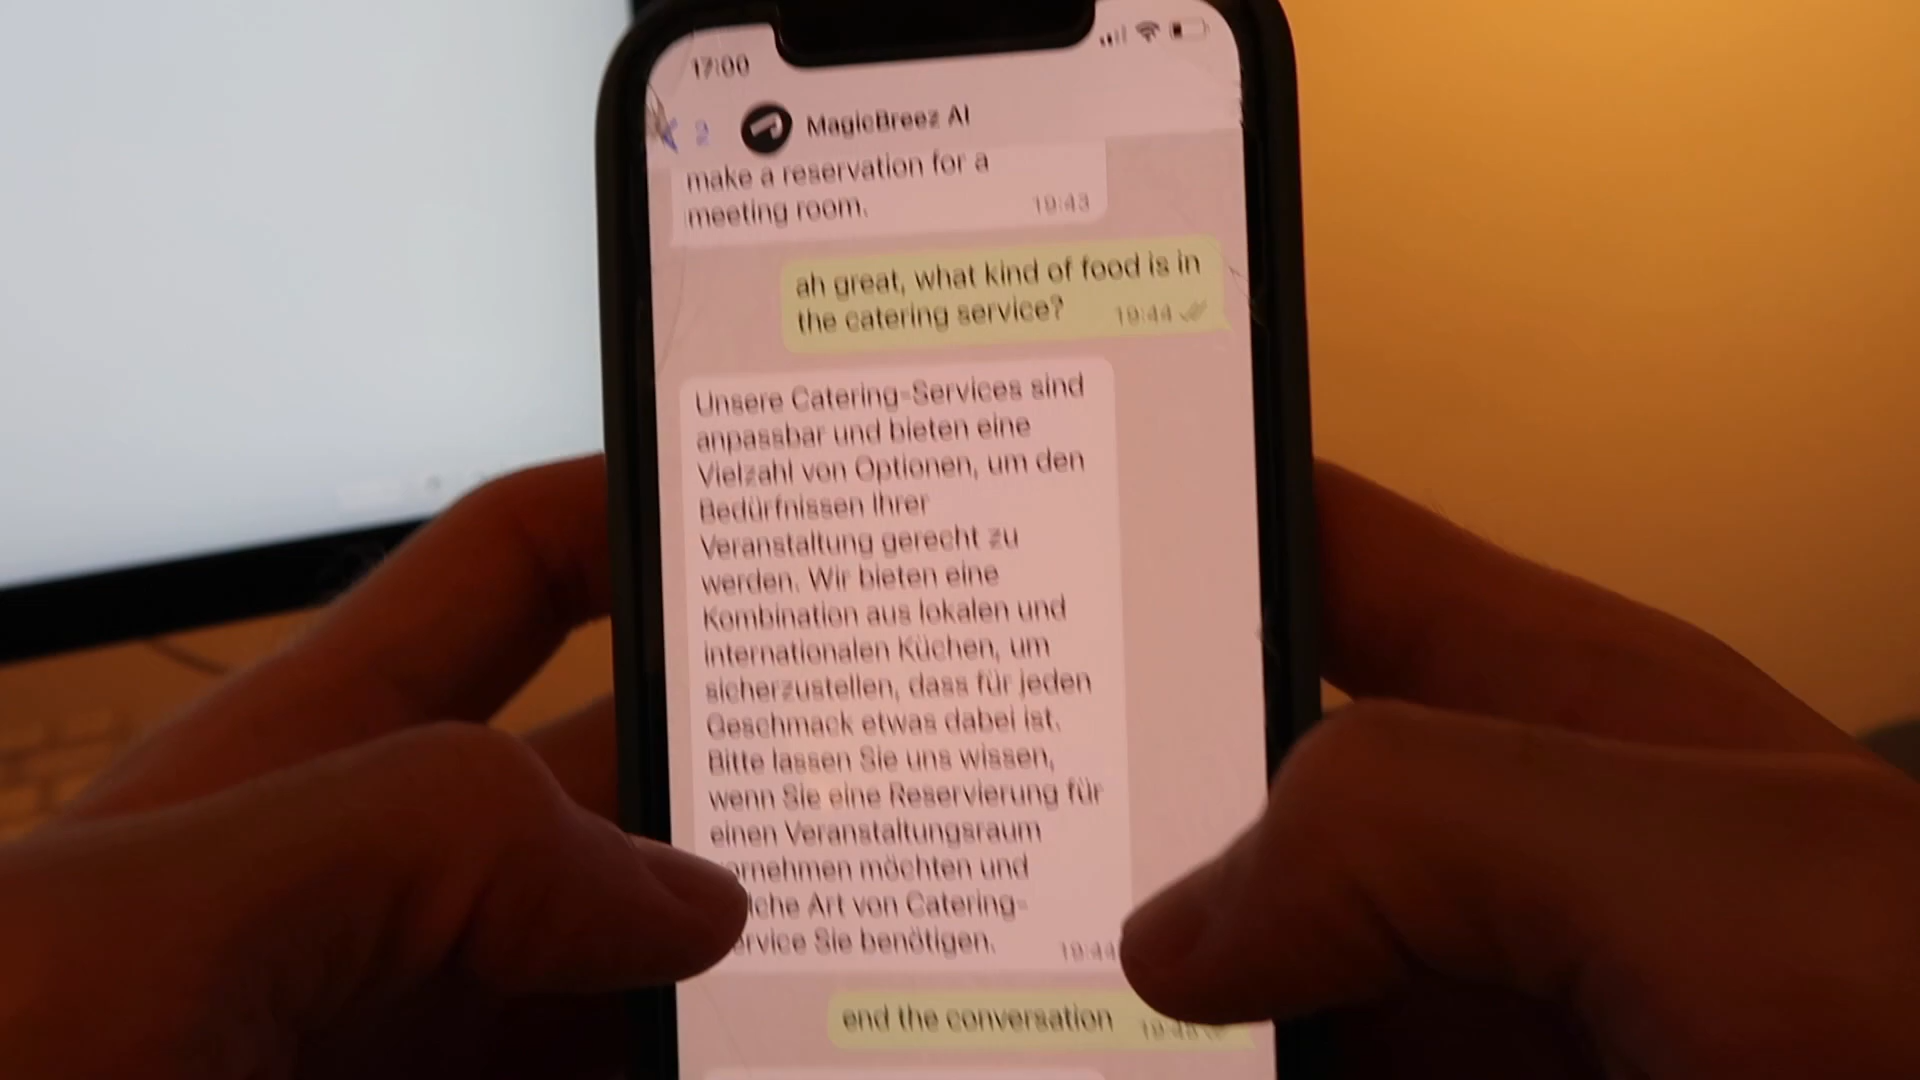 17:00
2
MagicBreez AI
make a reservation for a
meeting room.
19:43
ah great, what kind of food is in
the catering service?
19:44
Unsere Catering-Services sind
anpassbar und bieten eine
Vielzahl von Optionen, um den
Bedürfnissen Ihrer
Veranstaltung gerecht zu
werden. Wir bieten eine
Kombination aus lokalen und
internationalen Küchen, um
sicherzustellen, dass für jeden
Geschmack etwas dabei ist.
Bitte lassen Sie uns wissen,
wenn Sie eine Reservierung für
einen Veranstaltungsraum
ornehmen möchten und
lche Art von Catering-
ervice Sie benötigen.
19:44
end the conversation